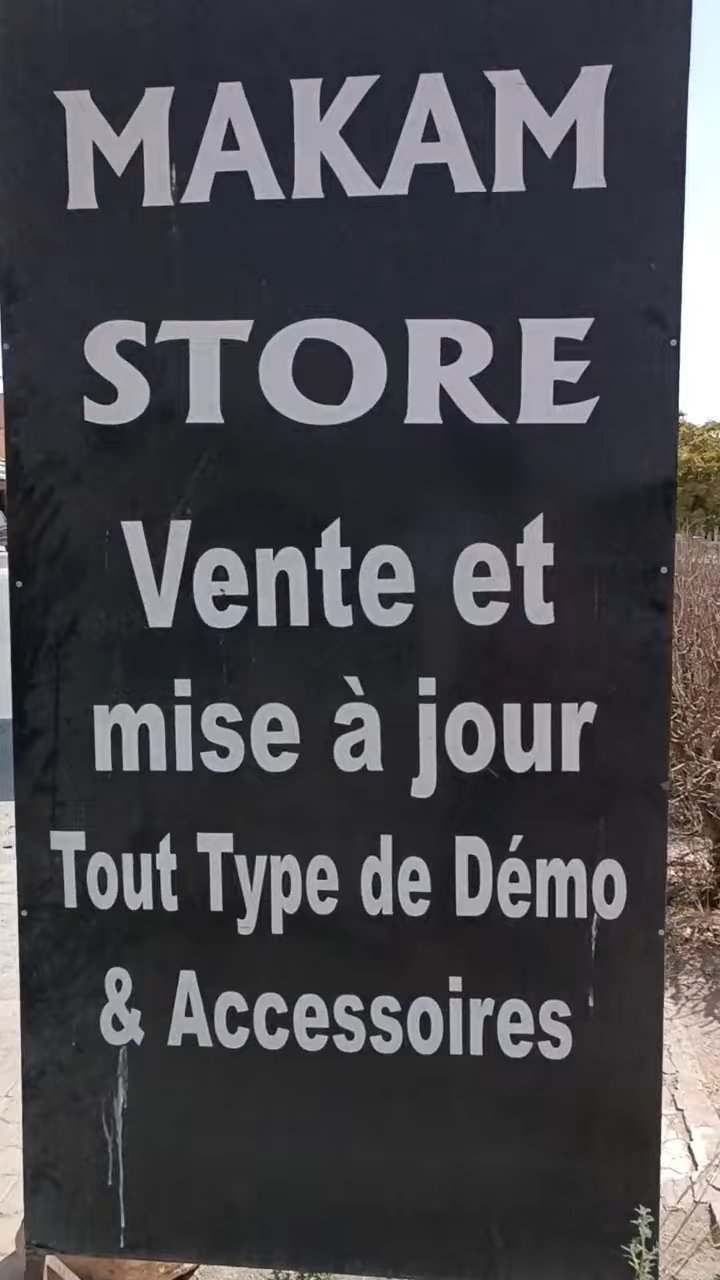 MAKAM
STORE
Vente et
mise à jour
Tout Type de Démo
& Accessoires